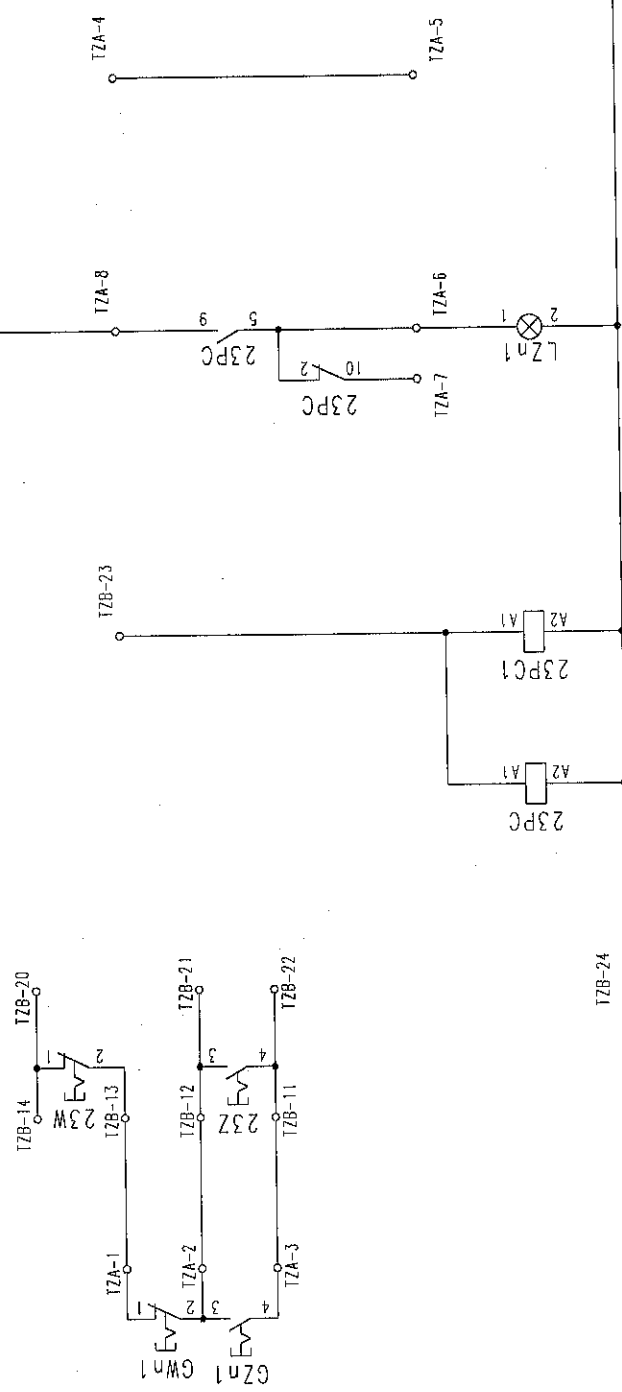 TZA-4
TZA-5
TZA-8
9
5
23PC
2
10
23PC
TZA-6
TZA-7
1
2
LZn1
TZB-23
A1
A2
23PC1
A1
A2
23PC
TZB-20
TZB-14
1
2
23W
TZB-13
TZB-21
TZB-12
3
4
23Z
TZB-22
TZB-11
TZA-1
TZA-2
TZA-3
1
2
GWn1
3
4
GZn1
TZB-24